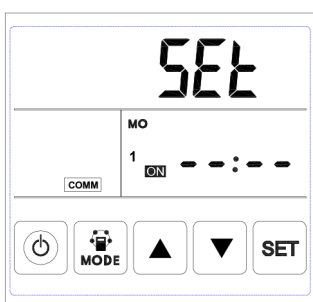 SEt
MO
1 ON --:--
COMM
MODE
SET